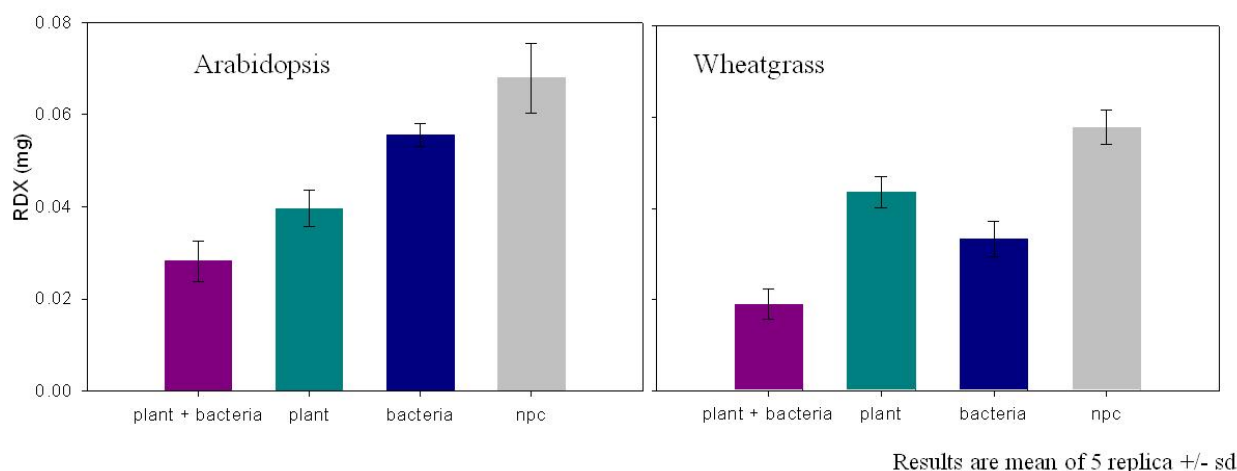 0.08
0.06
0.04
0.02
0.00
RDX (mg)
Arabidopsis
plant + bacteria plant bacteria npc
Wheatgrass
plant + bacteria plant bacteria npc
Results are mean of 5 replica +/- sd